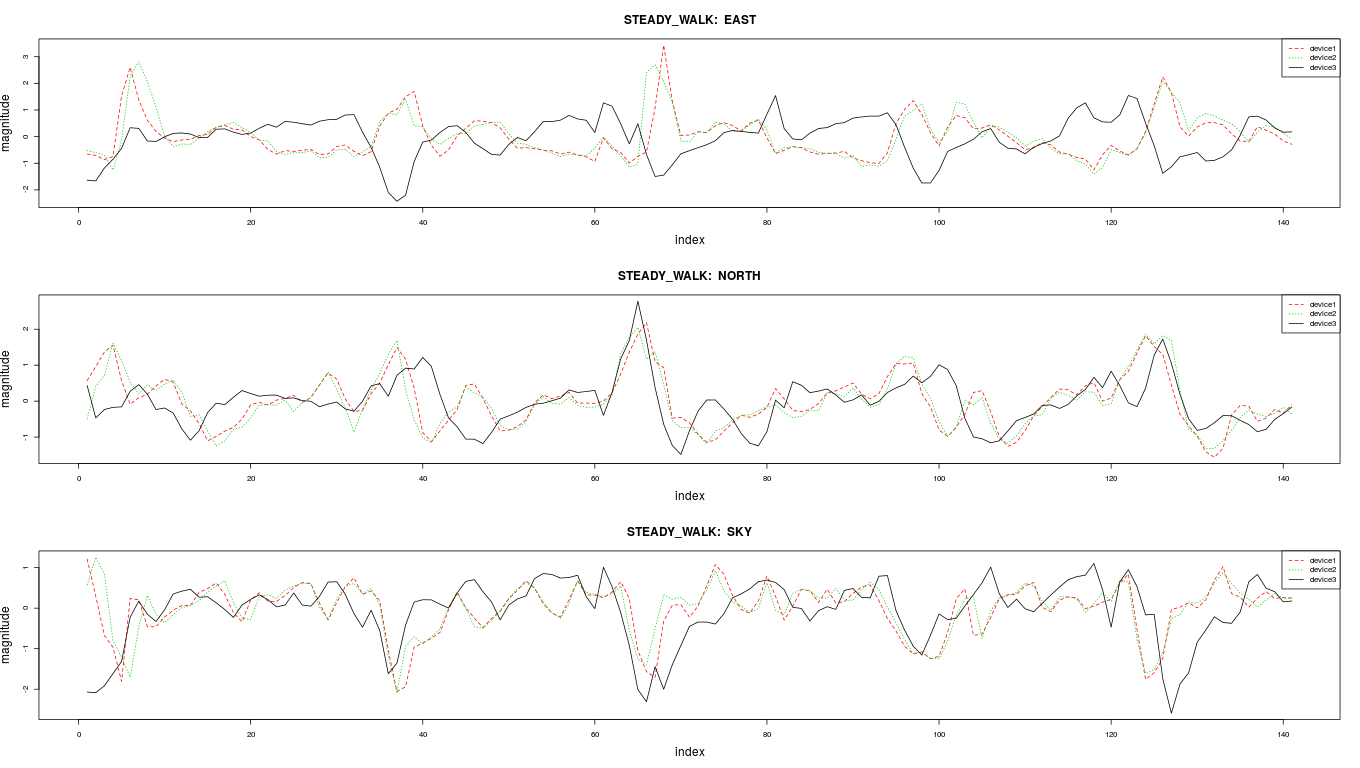 STEADY_WALK: EAST
magnitude
3
2
1
0
-1
-2
device1
device2
device3
0 20 40 60 80 100 120 140
index
STEADY_WALK: NORTH
magnitude
2
1
0
-1
device1
device2
device3
0 20 40 60 80 100 120 140
index
STEADY_WALK: SKY
magnitude
1
0
-1
-2
device1
device2
device3
0 20 40 60 80 100 120 140
index